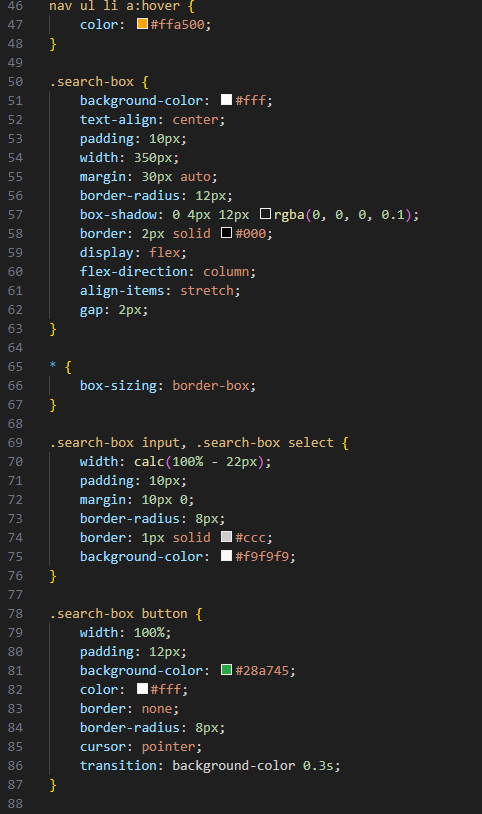 46 nav ul li a:hover {
47     color: #ffa500;
48 }
49
50 .search-box {
51     background-color: #fff;
52     text-align: center;
53     padding: 10px;
54     width: 350px;
55     margin: 30px auto;
56     border-radius: 12px;
57     box-shadow: 0 4px 12px rgba(0, 0, 0, 0.1);
58     border: 2px solid #000;
59     display: flex;
60     flex-direction: column;
61     align-items: stretch;
62     gap: 2px;
63 }
64
65 * {
66     box-sizing: border-box;
67 }
68
69 .search-box input, .search-box select {
70     width: calc(100% - 22px);
71     padding: 10px;
72     margin: 10px 0;
73     border-radius: 8px;
74     border: 1px solid #ccc;
75     background-color: #f9f9f9;
76 }
77
78 .search-box button {
79     width: 100%;
80     padding: 12px;
81     background-color: #28a745;
82     color: #fff;
83     border: none;
84     border-radius: 8px;
85     cursor: pointer;
86     transition: background-color 0.3s;
87 }
88